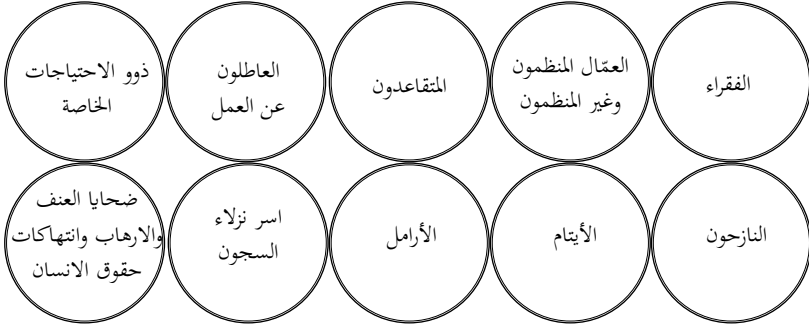 الفقراء
العمّال المنظمون
وغير المنظمون
المتقاعدون
العاطلون
عن العمل
ذوو الاحتياجات
الخاصة
النازحون
الأيتام
الأرامل
اسر نزلاء
السجون
ضحايا العنف
والارهاب وانتهاكات
حقوق الانسان